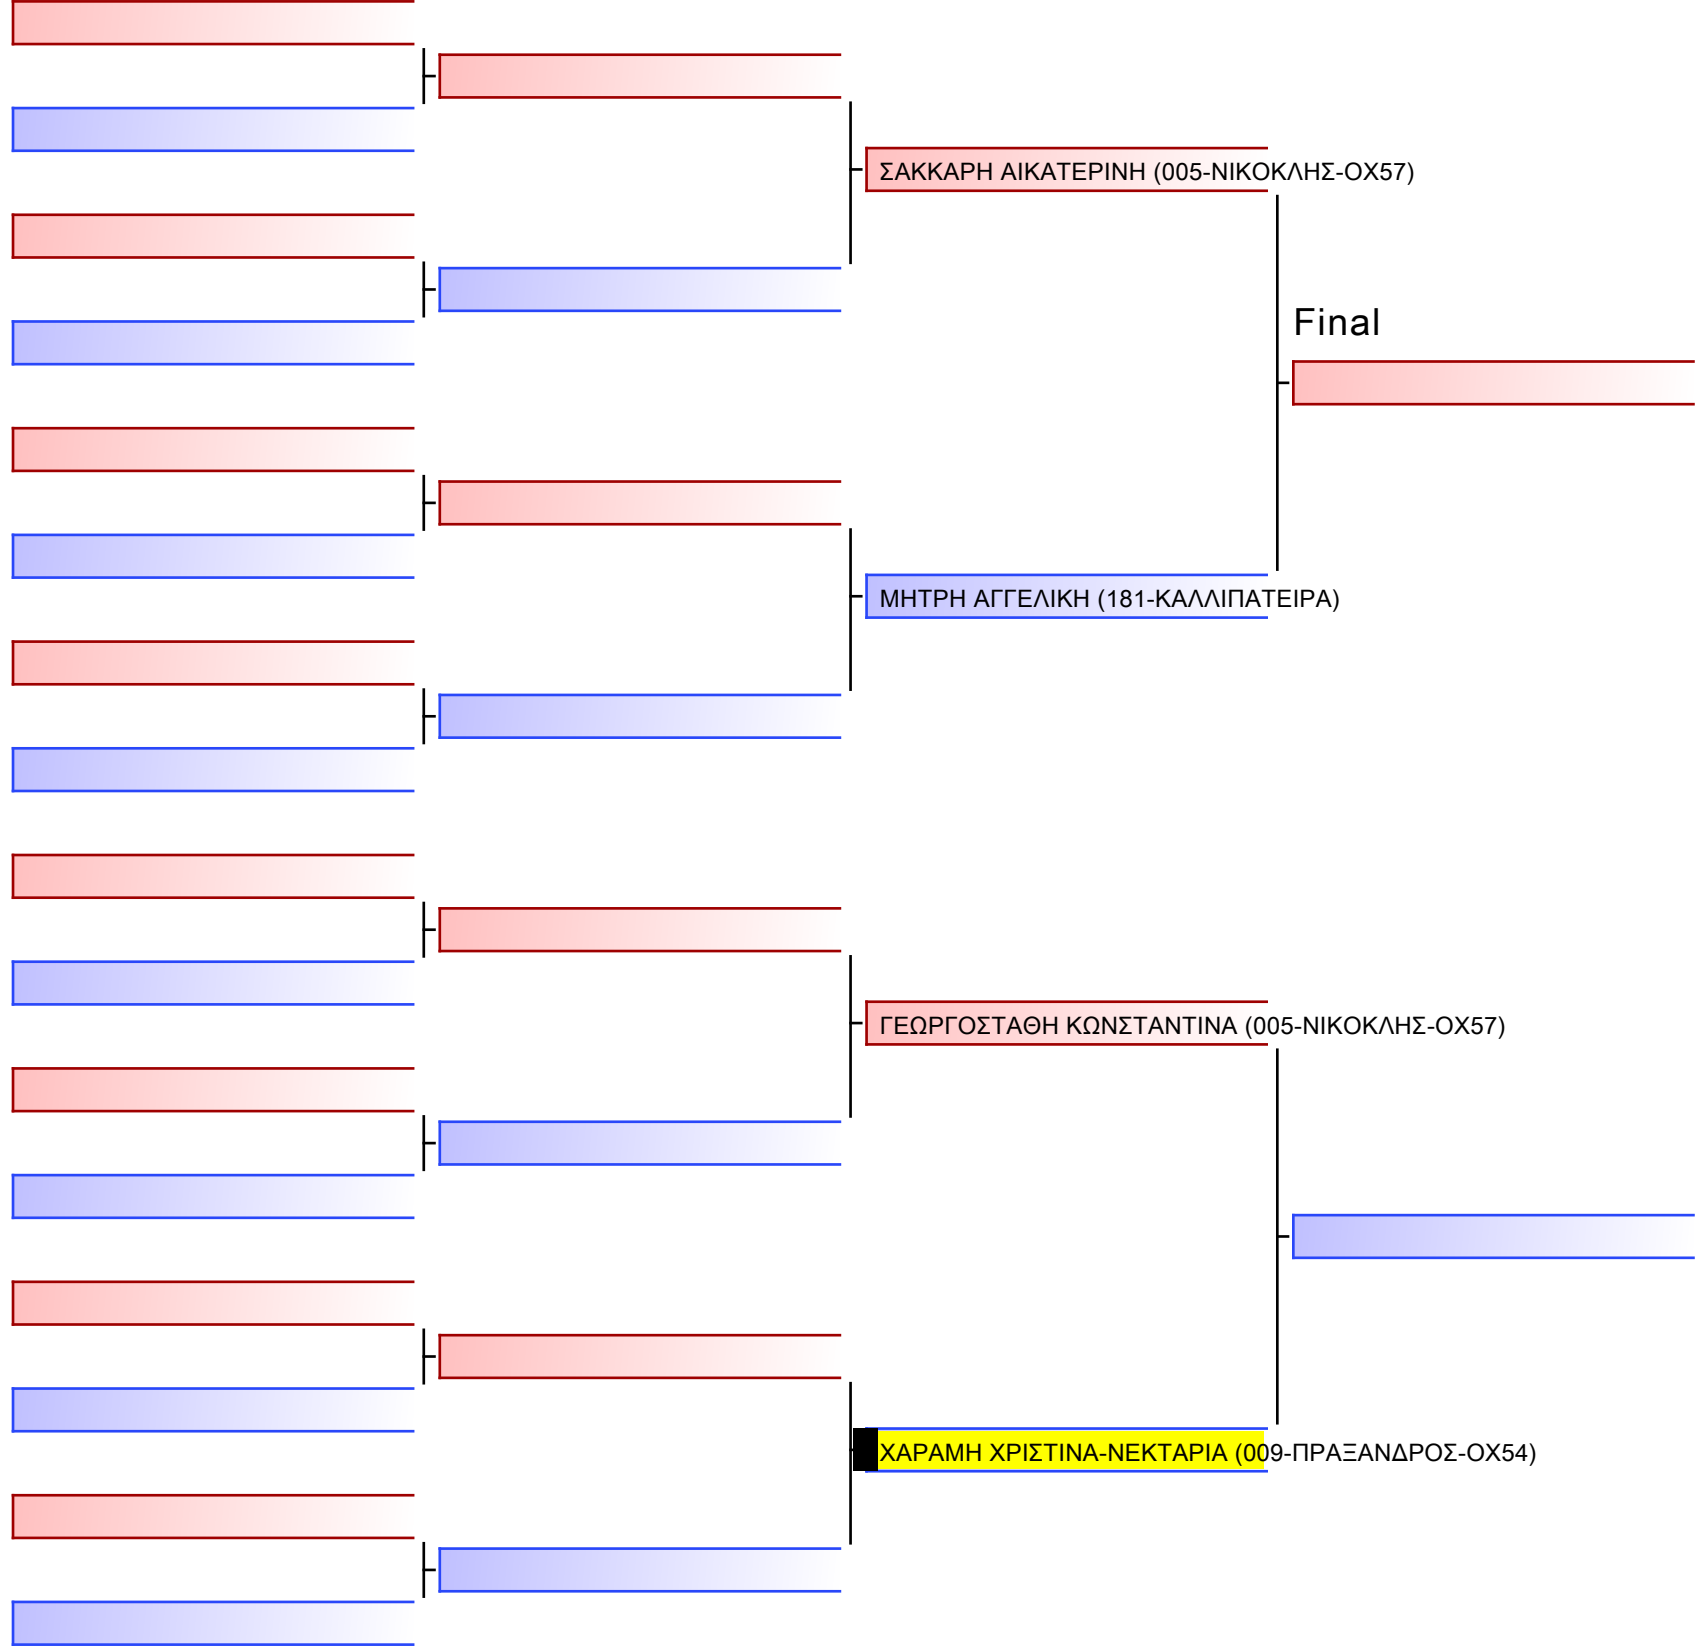 ΣΑΚΚΑΡΗ ΑΙΚΑΤΕΡΙΝΗ (005-ΝΙΚΟΚΛΗΣ-ΟΧ57)
Final
ΜΗΤΡΗ ΑΓΓΕΛΙΚΗ (181-ΚΑΛΛΙΠΑΤΕΙΡΑ)
ΓΕΩΡΓΟΣΤΑΘΗ ΚΩΝΣΤΑΝΤΙΝΑ (005-ΝΙΚΟΚΛΗΣ-ΟΧ57)
ΧΑΡΑΜΗ ΧΡΙΣΤΙΝΑ-ΝΕΚΤΑΡΙΑ (009-ΠΡΑΞΑΝΔΡΟΣ-ΟΧ54)